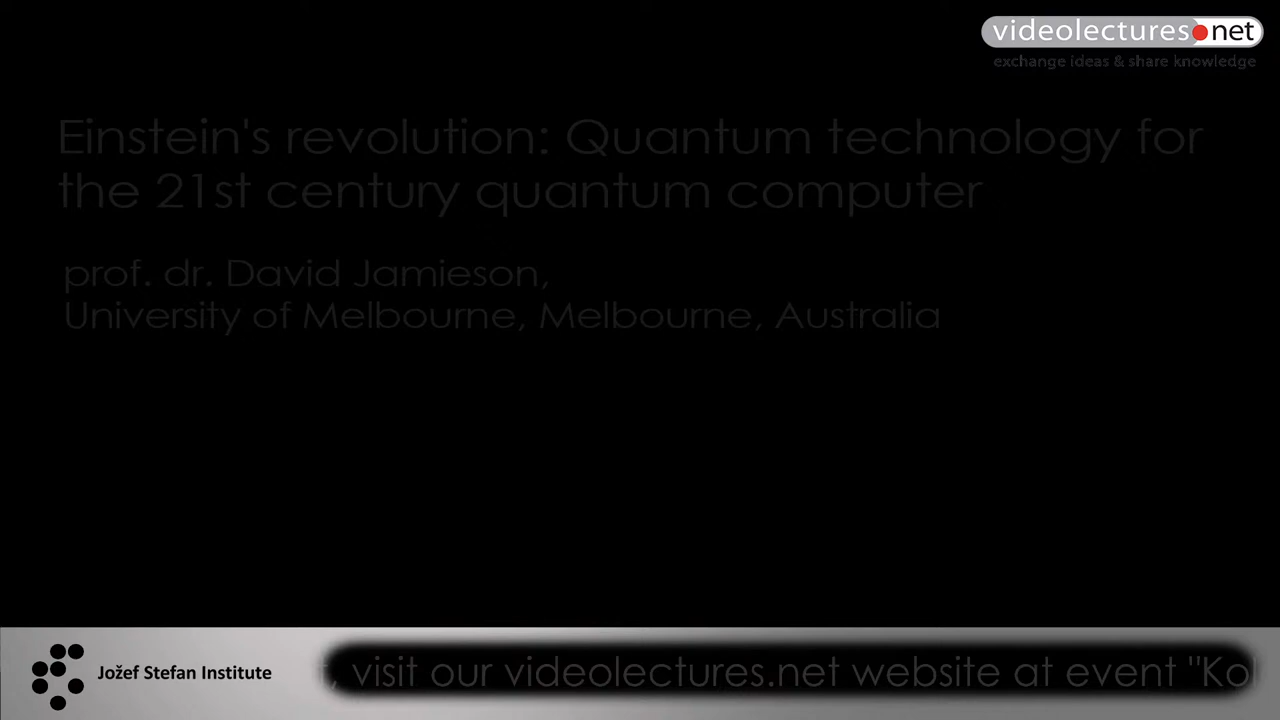 videolectures.net
exchange ideas & share knowledge
Einstein's revolution: Quantum technology for
the 21st century quantum computer
prof. dr. David Jamieson,
University of Melbourne, Melbourne, Australia
Jožef Stefan Institute
, visit our videolectures.net website at event "Kol